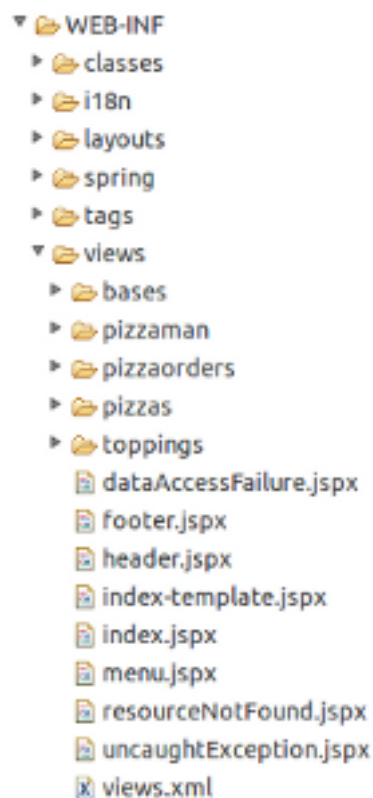 WEB-INF
classes
i18n
layouts
spring
tags
views
bases
pizzaman
pizzaorders
pizzas
toppings
dataAccessFailure.jspx
footer.jspx
header.jspx
index-template.jspx
index.jspx
menu.jspx
resourceNotFound.jspx
uncaughtException.jspx
views.xml